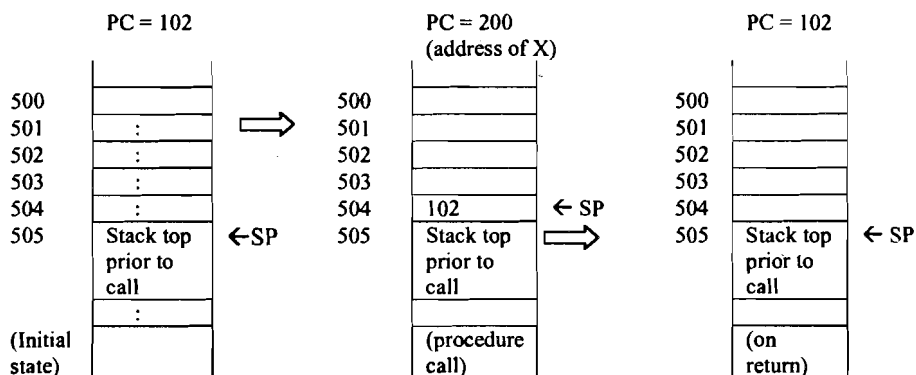 PC = 102
500
501 :
502 :
503 :
504 :
505 Stack top ←SP
prior to
call
:
(Initial
state)
PC = 200
(address of X)
500
501
502
503
504 102 ← SP
505 Stack top
prior to
call
(procedure
call)
PC = 102
500
501
502
503
504
505 Stack top ← SP
prior to
call
(on
return)